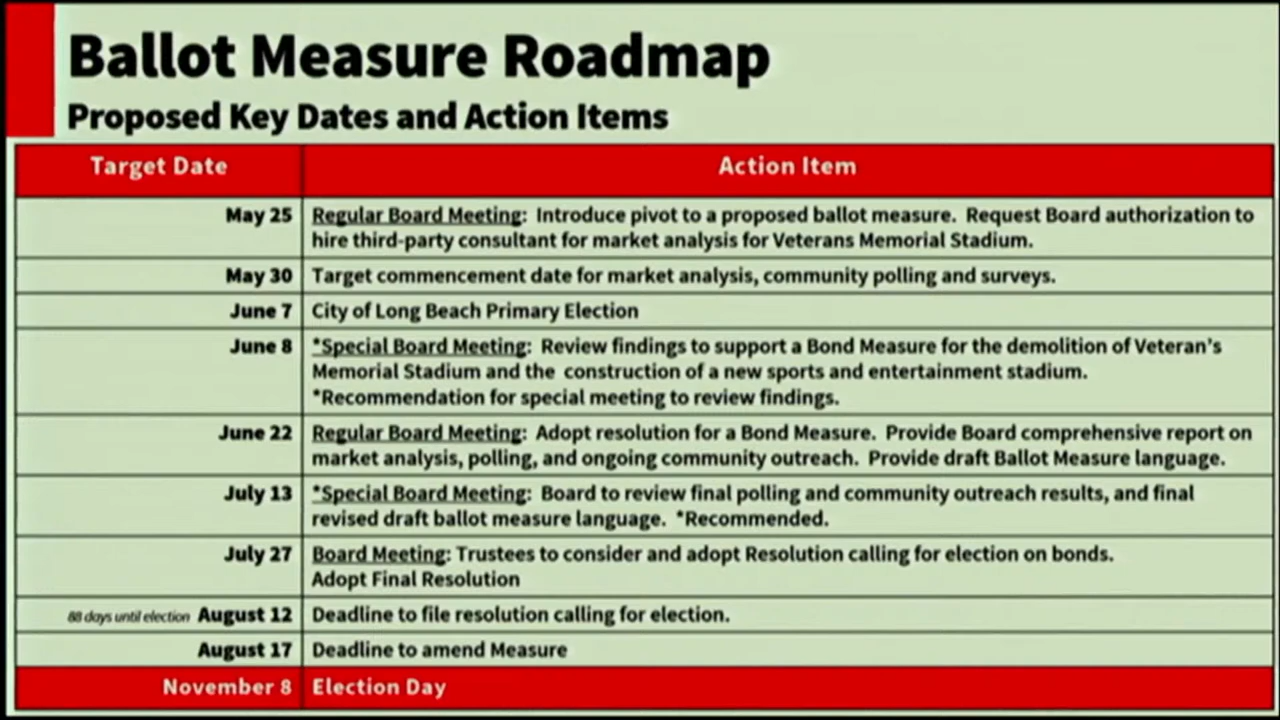 Ballot Measure Roadmap
Proposed Key Dates and Action Items
Target Date
Action Item
May 25
Regular Board Meeting: Introduce pivot to a proposed ballot measure. Request Board authorization to
hire third-party consultant for market analysis for Veterans Memorial Stadium.
May 30
Target commencement date for market analysis, community polling and surveys.
June 7
City of Long Beach Primary Election
June 8
*Special Board Meeting: Review findings to support a Bond Measure for the demolition of Veteran's
Memorial Stadium and the construction of a new sports and entertainment stadium.
*Recommendation for special meeting to review findings.
June 22
Regular Board Meeting: Adopt resolution for a Bond Measure. Provide Board comprehensive report on
market analysis, polling, and ongoing community outreach. Provide draft Ballot Measure language.
July 13
*Special Board Meeting: Board to review final polling and community outreach results, and final
revised draft ballot measure language. *Recommended.
July 27
Board Meeting: Trustees to consider and adopt Resolution calling for election on bonds.
Adopt Final Resolution
88 days until election August 12
Deadline to file resolution calling for election.
August 17
Deadline to amend Measure
November 8
Election Day